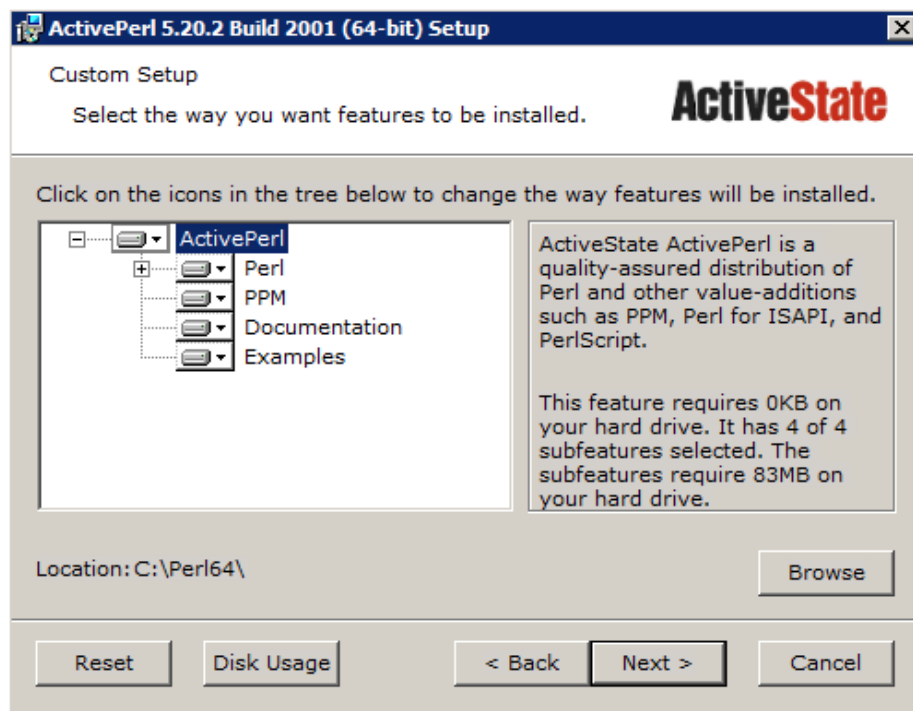 ActivePerl 5.20.2 Build 2001 (64-bit) Setup
Custom Setup
Select the way you want features to be installed.
ActiveState
Click on the icons in the tree below to change the way features will be installed.
ActivePerl
Perl
PPM
Documentation
Examples
ActiveState ActivePerl is a
quality-assured distribution of
Perl and other value-additions
such as PPM, Perl for ISAPI, and
PerlScript.
This feature requires 0KB on
your hard drive. It has 4 of 4
subfeatures selected. The
subfeatures require 83MB on
your hard drive.
Location: C:\Perl64\
Browse
Reset
Disk Usage
< Back
Next >
Cancel